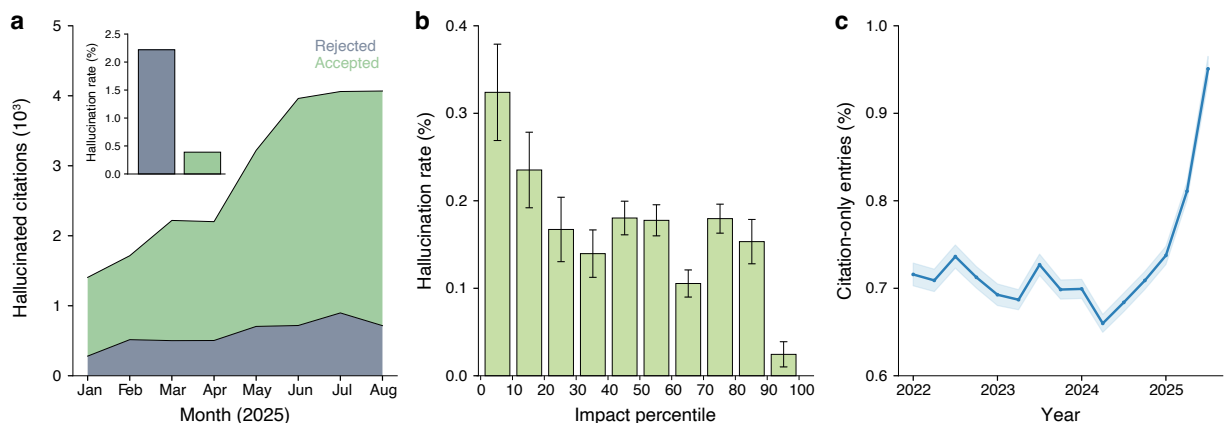 a
Hallucinated citations (10³)
5
4
3
2
1
0
Jan Feb Mar Apr May Jun Jul Aug
Month (2025)
Hallucination rate (%)
2.5
2.0
1.5
1.0
0.5
0.0
Rejected
Accepted
b
Hallucination rate (%)
0.4
0.3
0.2
0.1
0.0
0 10 20 30 40 50 60 70 80 90 100
Impact percentile
c
Citation-only entries (%)
1.0
0.9
0.8
0.7
0.6
2022 2023 2024 2025
Year